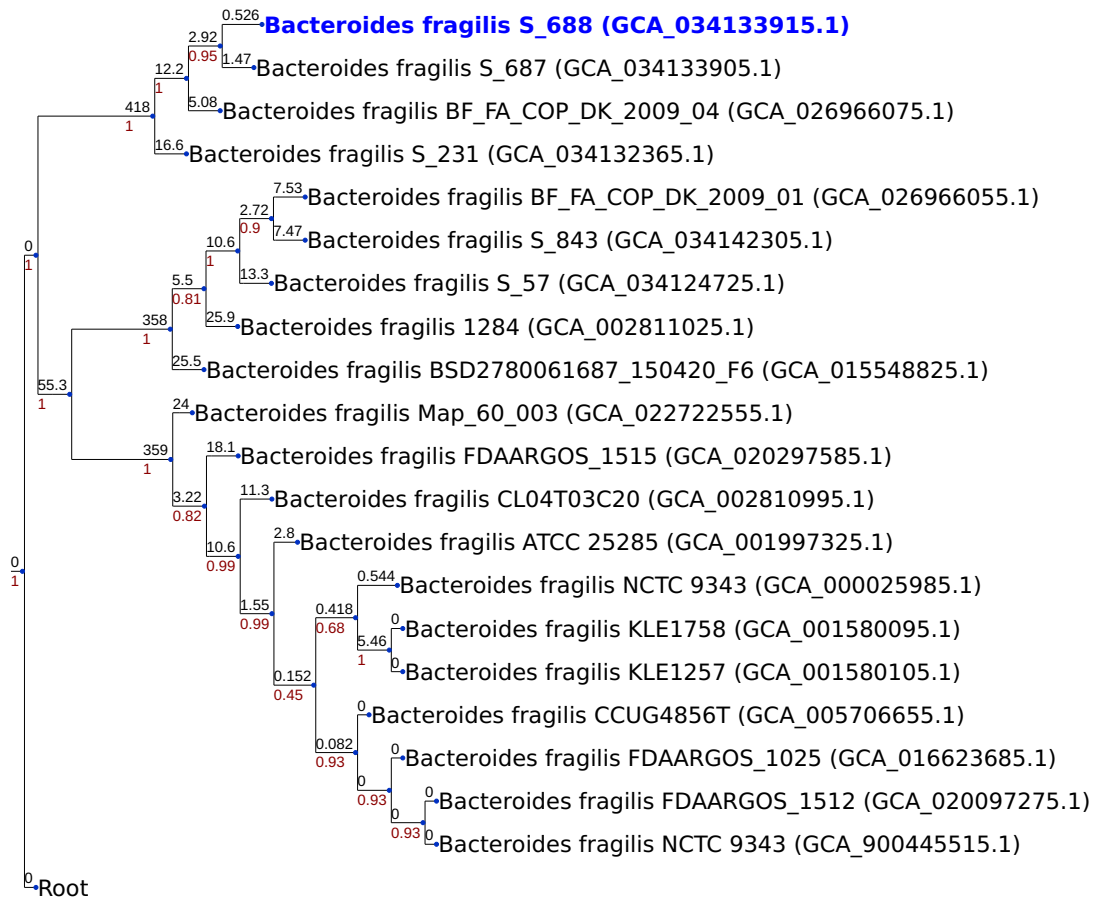 0.526
Bacteroides fragilis S_688 (GCA_034133915.1)
2.92
0.95
1.47
Bacteroides fragilis S_687 (GCA_034133905.1)
12.2
1
5.08
Bacteroides fragilis BF_FA_COP_DK_2009_04 (GCA_026966075.1)
418
1
16.6
Bacteroides fragilis S_231 (GCA_034132365.1)
7.53
Bacteroides fragilis BF_FA_COP_DK_2009_01 (GCA_026966055.1)
2.72
0.9
7.47
Bacteroides fragilis S_843 (GCA_034142305.1)
0
1
10.6
1
13.3
Bacteroides fragilis S_57 (GCA_034124725.1)
5.5
0.81
25.9
Bacteroides fragilis 1284 (GCA_002811025.1)
358
1
25.5
Bacteroides fragilis BSD2780061687_150420_F6 (GCA_015548825.1)
55.3
1
24
Bacteroides fragilis Map_60_003 (GCA_022722555.1)
359
1
18.1
Bacteroides fragilis FDAARGOS_1515 (GCA_020297585.1)
3.22
0.82
11.3
Bacteroides fragilis CL04T03C20 (GCA_002810995.1)
10.6
0.99
2.8
Bacteroides fragilis ATCC 25285 (GCA_001997325.1)
0
1
0.544
Bacteroides fragilis NCTC 9343 (GCA_000025985.1)
1.55
0.99
0.418
0.68
0
Bacteroides fragilis KLE1758 (GCA_001580095.1)
5.46
1
0
Bacteroides fragilis KLE1257 (GCA_001580105.1)
0.152
0.45
0
Bacteroides fragilis CCUG4856T (GCA_005706655.1)
0.082
0.93
0
Bacteroides fragilis FDAARGOS_1025 (GCA_016623685.1)
0
0.93
0
Bacteroides fragilis FDAARGOS_1512 (GCA_020097275.1)
0
0.93
0
Bacteroides fragilis NCTC 9343 (GCA_900445515.1)
0
Root